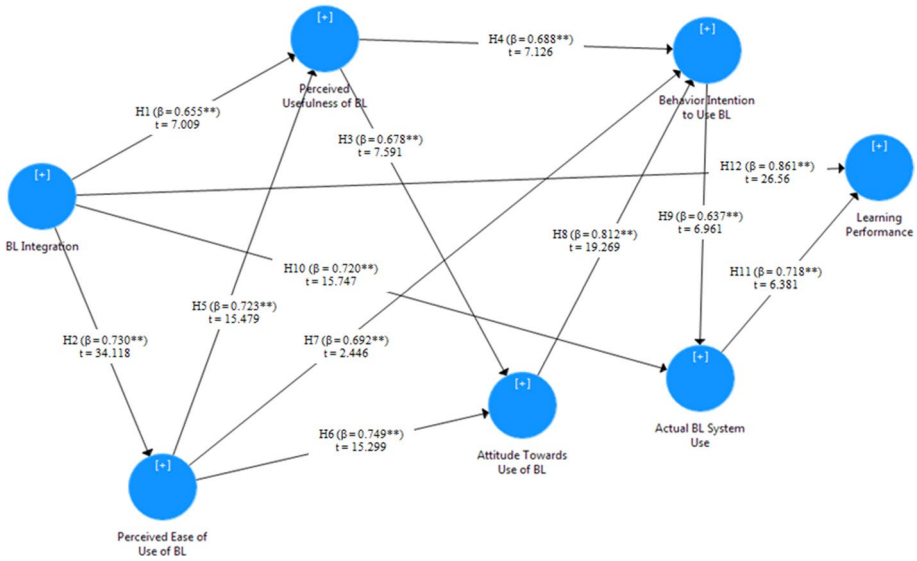 [+]
Perceived
Usefulness of BL
H4 (β = 0.688**)
t = 7.126
[+]
Behavior Intention
to Use BL
H1 (β = 0.655**)
t = 7.009
H3 (β = 0.678**)
t = 7.591
[+]
BL Integration
H12 (β = 0.861**)
t = 26.56
[+]
Learning
Performance
H9 (β = 0.637**)
t = 6.961
H8 (β = 0.812**)
t = 19.269
H10 (β = 0.720**)
t = 15.747
H11 (β = 0.718**)
t = 6.381
H5 (β = 0.723**)
t = 15.479
H2 (β = 0.730**)
t = 34.118
H7 (β = 0.692**)
t = 2.446
[+]
Actual BL System
Use
[+]
Attitude Towards
Use of BL
H6 (β = 0.749**)
t = 15.299
[+]
Perceived Ease of
Use of BL